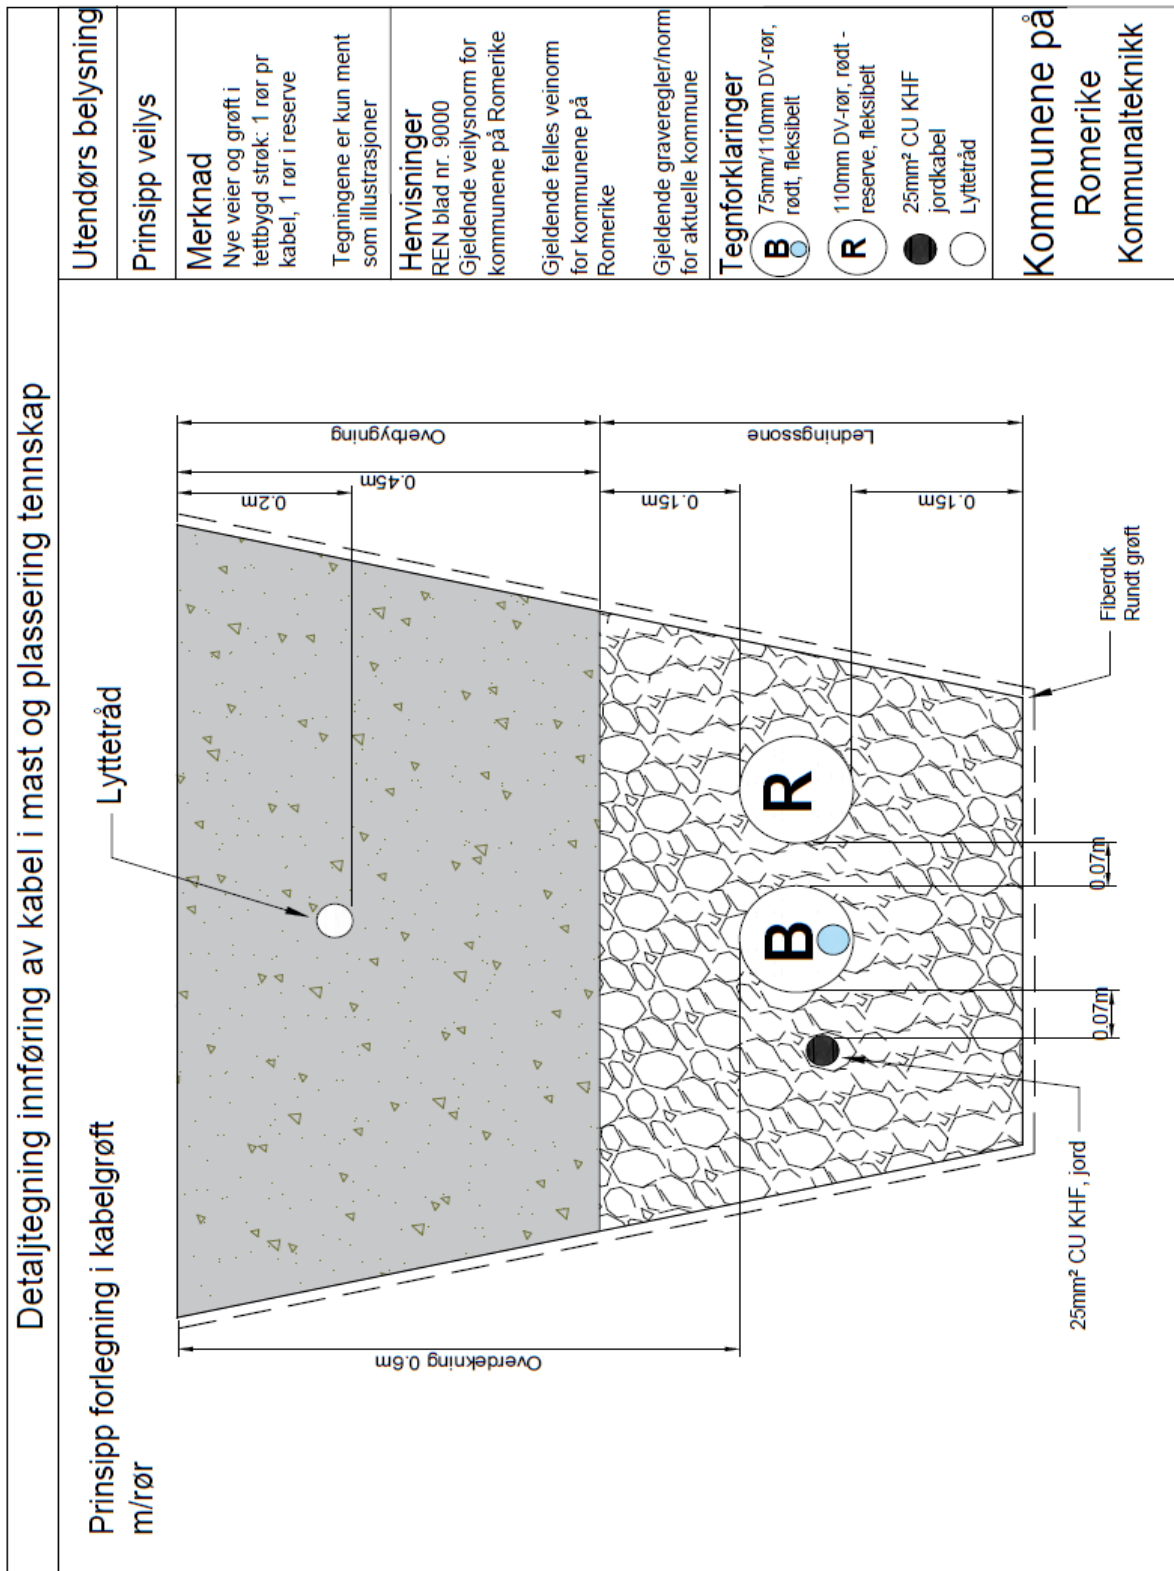 Detaljtegning innføring av kabel i mast og plassering tennskap
Prinsipp forlegning i kabelgrøft
m/rør
Lyttetråd
Overdekning 0.6m
0.2m
0.45m
Overbygning
0.15m
0.15m
Ledningssone
B
R
0.07m
0.07m
25mm² CU KHF, jord
Fiberduk
Rundt grøft
Utendørs belysning
Prinsipp veilys
Merknad
Nye veier og grøft i
tettbygd strøk: 1 rør pr
kabel, 1 rør i reserve
Tegningene er kun ment
som illustrasjoner
Henvisninger
REN blad nr. 9000
Gjeldende veilysnorm for
kommunene på Romerike
Gjeldende felles veinorm
for kommunene på
Romerike
Gjeldende graveregler/norm
for aktuelle kommune
Tegnforklaringer
B 75mm/110mm DV-rør,
rødt, fleksibelt
R 110mm DV-rør, rødt -
reserve, fleksibelt
25mm² CU KHF
jordkabel
Lyttetråd
Kommunene på
Romerike
Kommunalteknikk